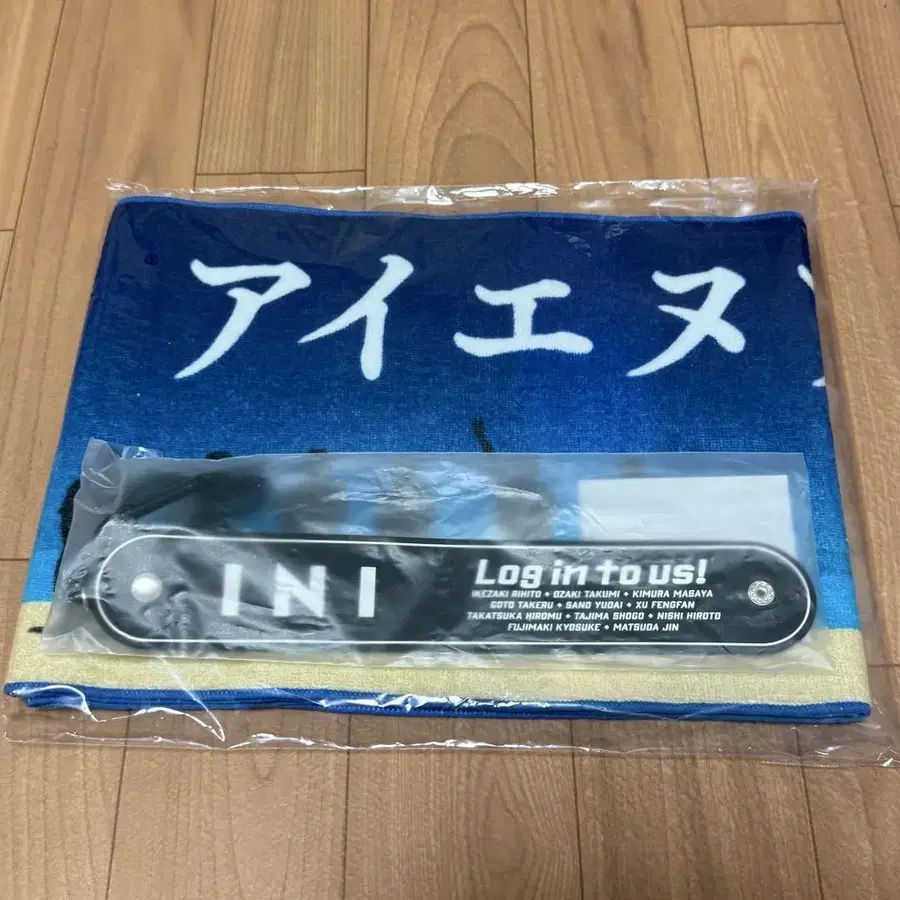 アイエヌ
INI
Log in to us!
IKEZAKI RIHITO • OZAKI TAKUMI • KIMURA MASAYA
GOTO TAKERU • SANO YUDAI • XU FENGFAN
TAKATSUKA HIROMU • TAJIMA SHOGO • NISHI HIROTO
FUJIMAKI KYOSUKE • MATSUDA JIN